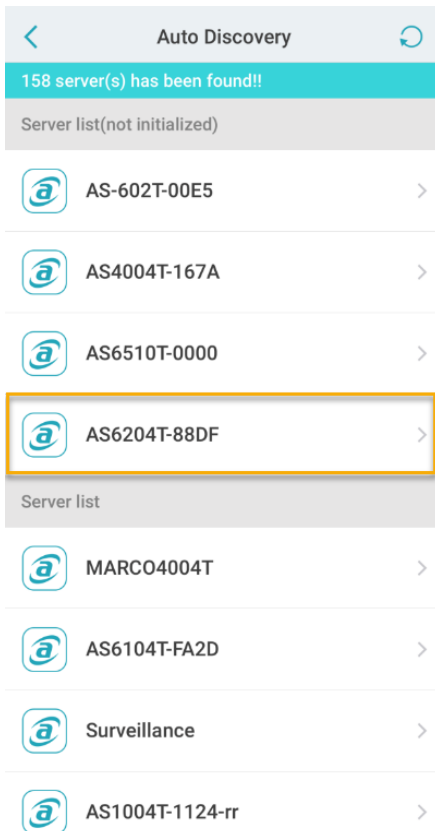 Auto Discovery
158 server(s) has been found!!
Server list(not initialized)
AS-602T-00E5
AS4004T-167A
AS6510T-0000
AS6204T-88DF
Server list
MARCO4004T
AS6104T-FA2D
Surveillance
AS1004T-1124-rr